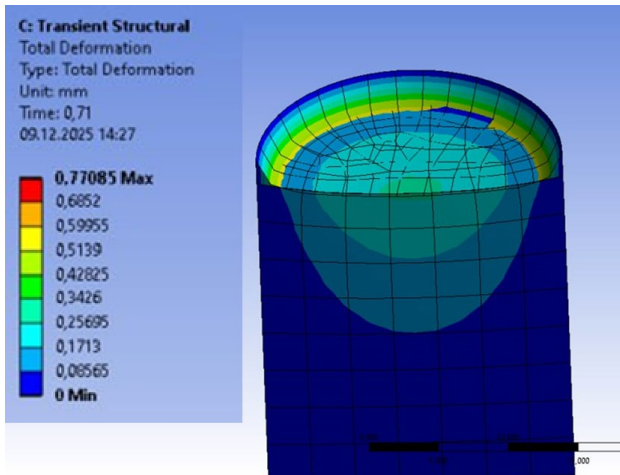 C: Transient Structural
Total Deformation
Type: Total Deformation
Unit: mm
Time: 0,71
09.12.2025 14:27
0,77085 Max
0,6852
0,59955
0,5139
0,42825
0,3426
0,25695
0,1713
0,08565
0 Min